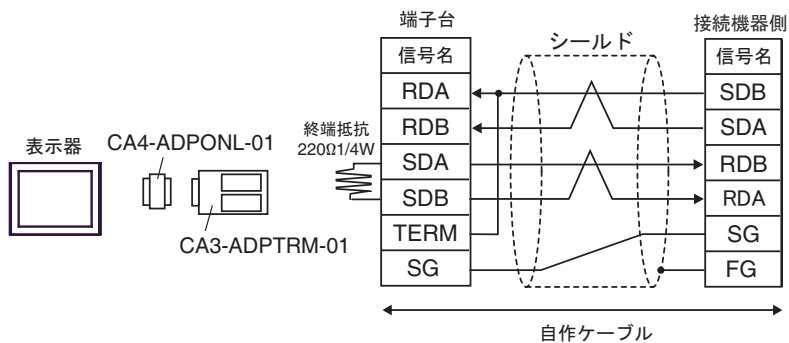 端子台
接続機器側
シールド
信号名
信号名
RDA
SDB
RDB
SDA
終端抵抗
220Ω1/4W
表示器
CA4-ADPONL-01
SDA
RDB
SDB
RDA
CA3-ADPTRM-01
TERM
SG
SG
FG
自作ケーブル